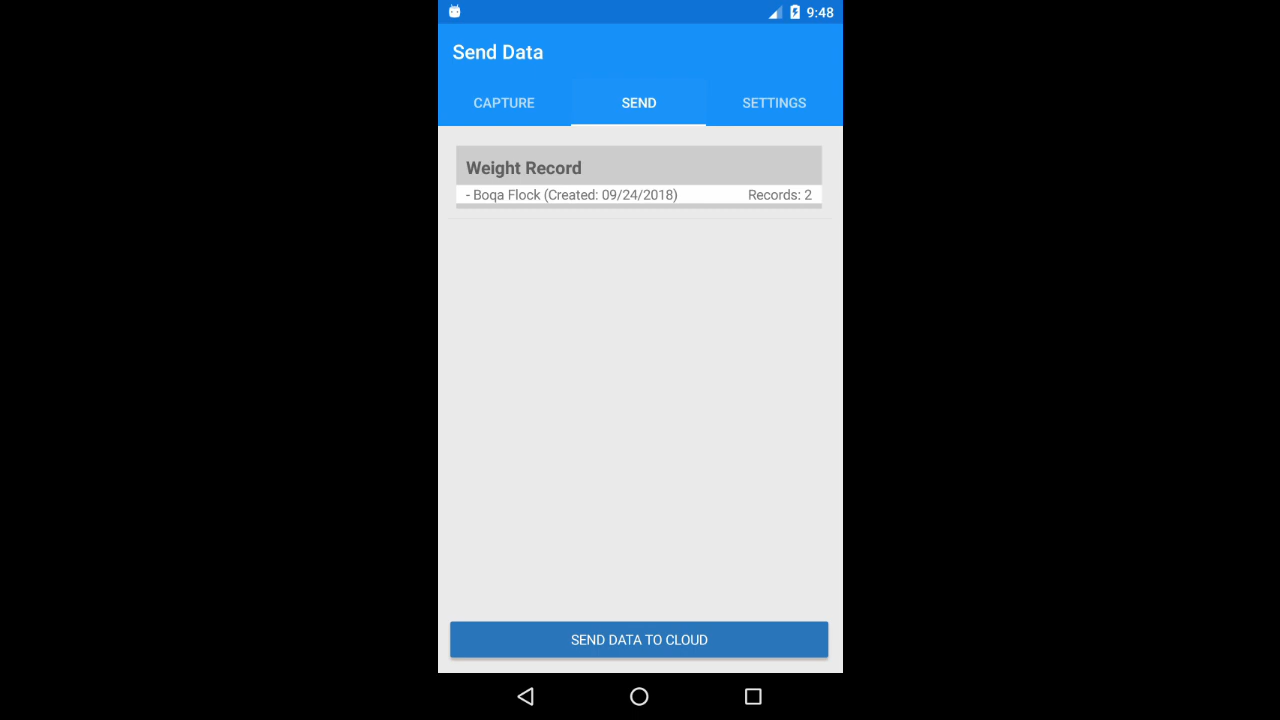 9:48
Send Data
CAPTURE SEND SETTINGS
Weight Record
- Boqa Flock (Created: 09/24/2018) Records: 2
SEND DATA TO CLOUD